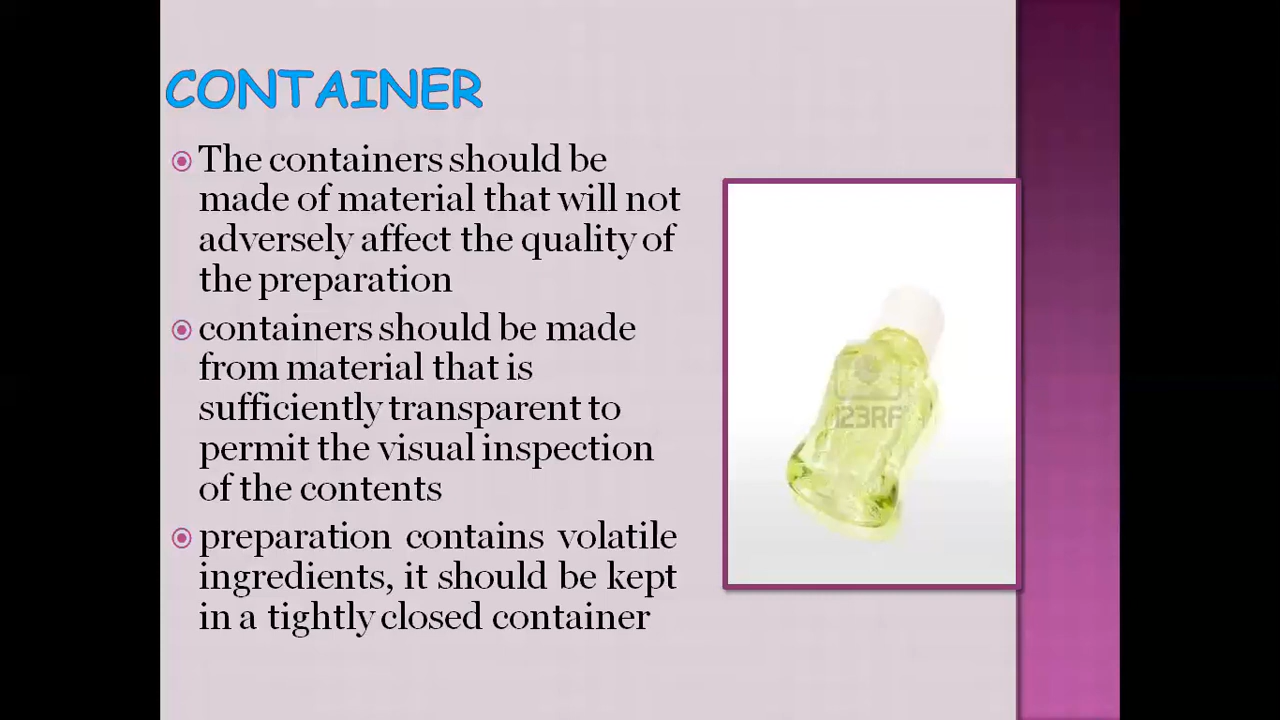 CONTAINER
The containers should be
made of material that will not
adversely affect the quality of
the preparation
containers should be made
from material that is
sufficiently transparent to
permit the visual inspection
of the contents
preparation contains volatile
ingredients, it should be kept
in a tightly closed container
123RF